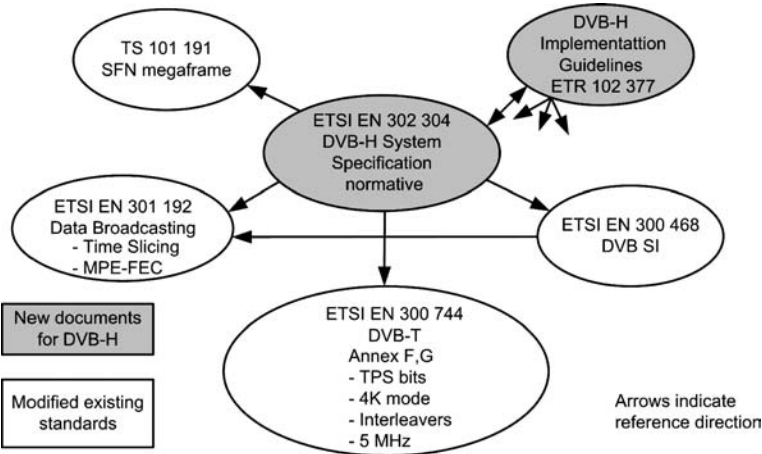 TS 101 191
SFN megaframe
DVB-H
Implementattion
Guidelines
ETR 102 377
ETSI EN 302 304
DVB-H System
Specification
normative
ETSI EN 301 192
Data Broadcasting
- Time Slicing
- MPE-FEC
ETSI EN 300 468
DVB SI
New documents
for DVB-H
Modified existing
standards
ETSI EN 300 744
DVB-T
Annex F,G
- TPS bits
- 4K mode
- Interleavers
- 5 MHz
Arrows indicate
reference direction